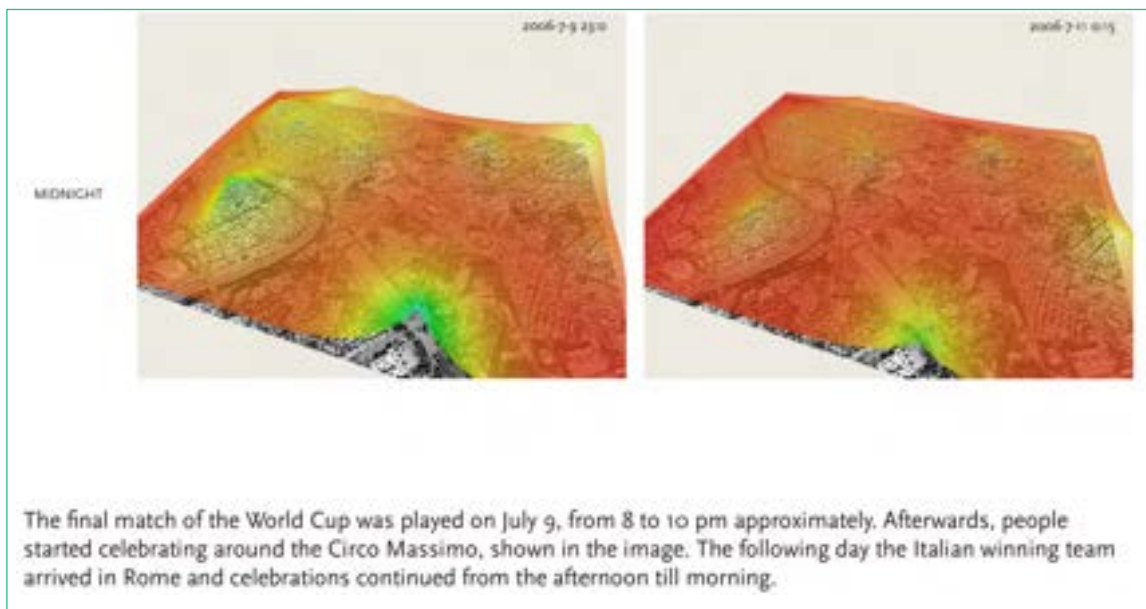 2006-7-9 23:0
2006-7-11 0:15
MIDNIGHT
The final match of the World Cup was played on July 9, from 8 to 10 pm approximately. Afterwards, people
started celebrating around the Circo Massimo, shown in the image. The following day the Italian winning team
arrived in Rome and celebrations continued from the afternoon till morning.